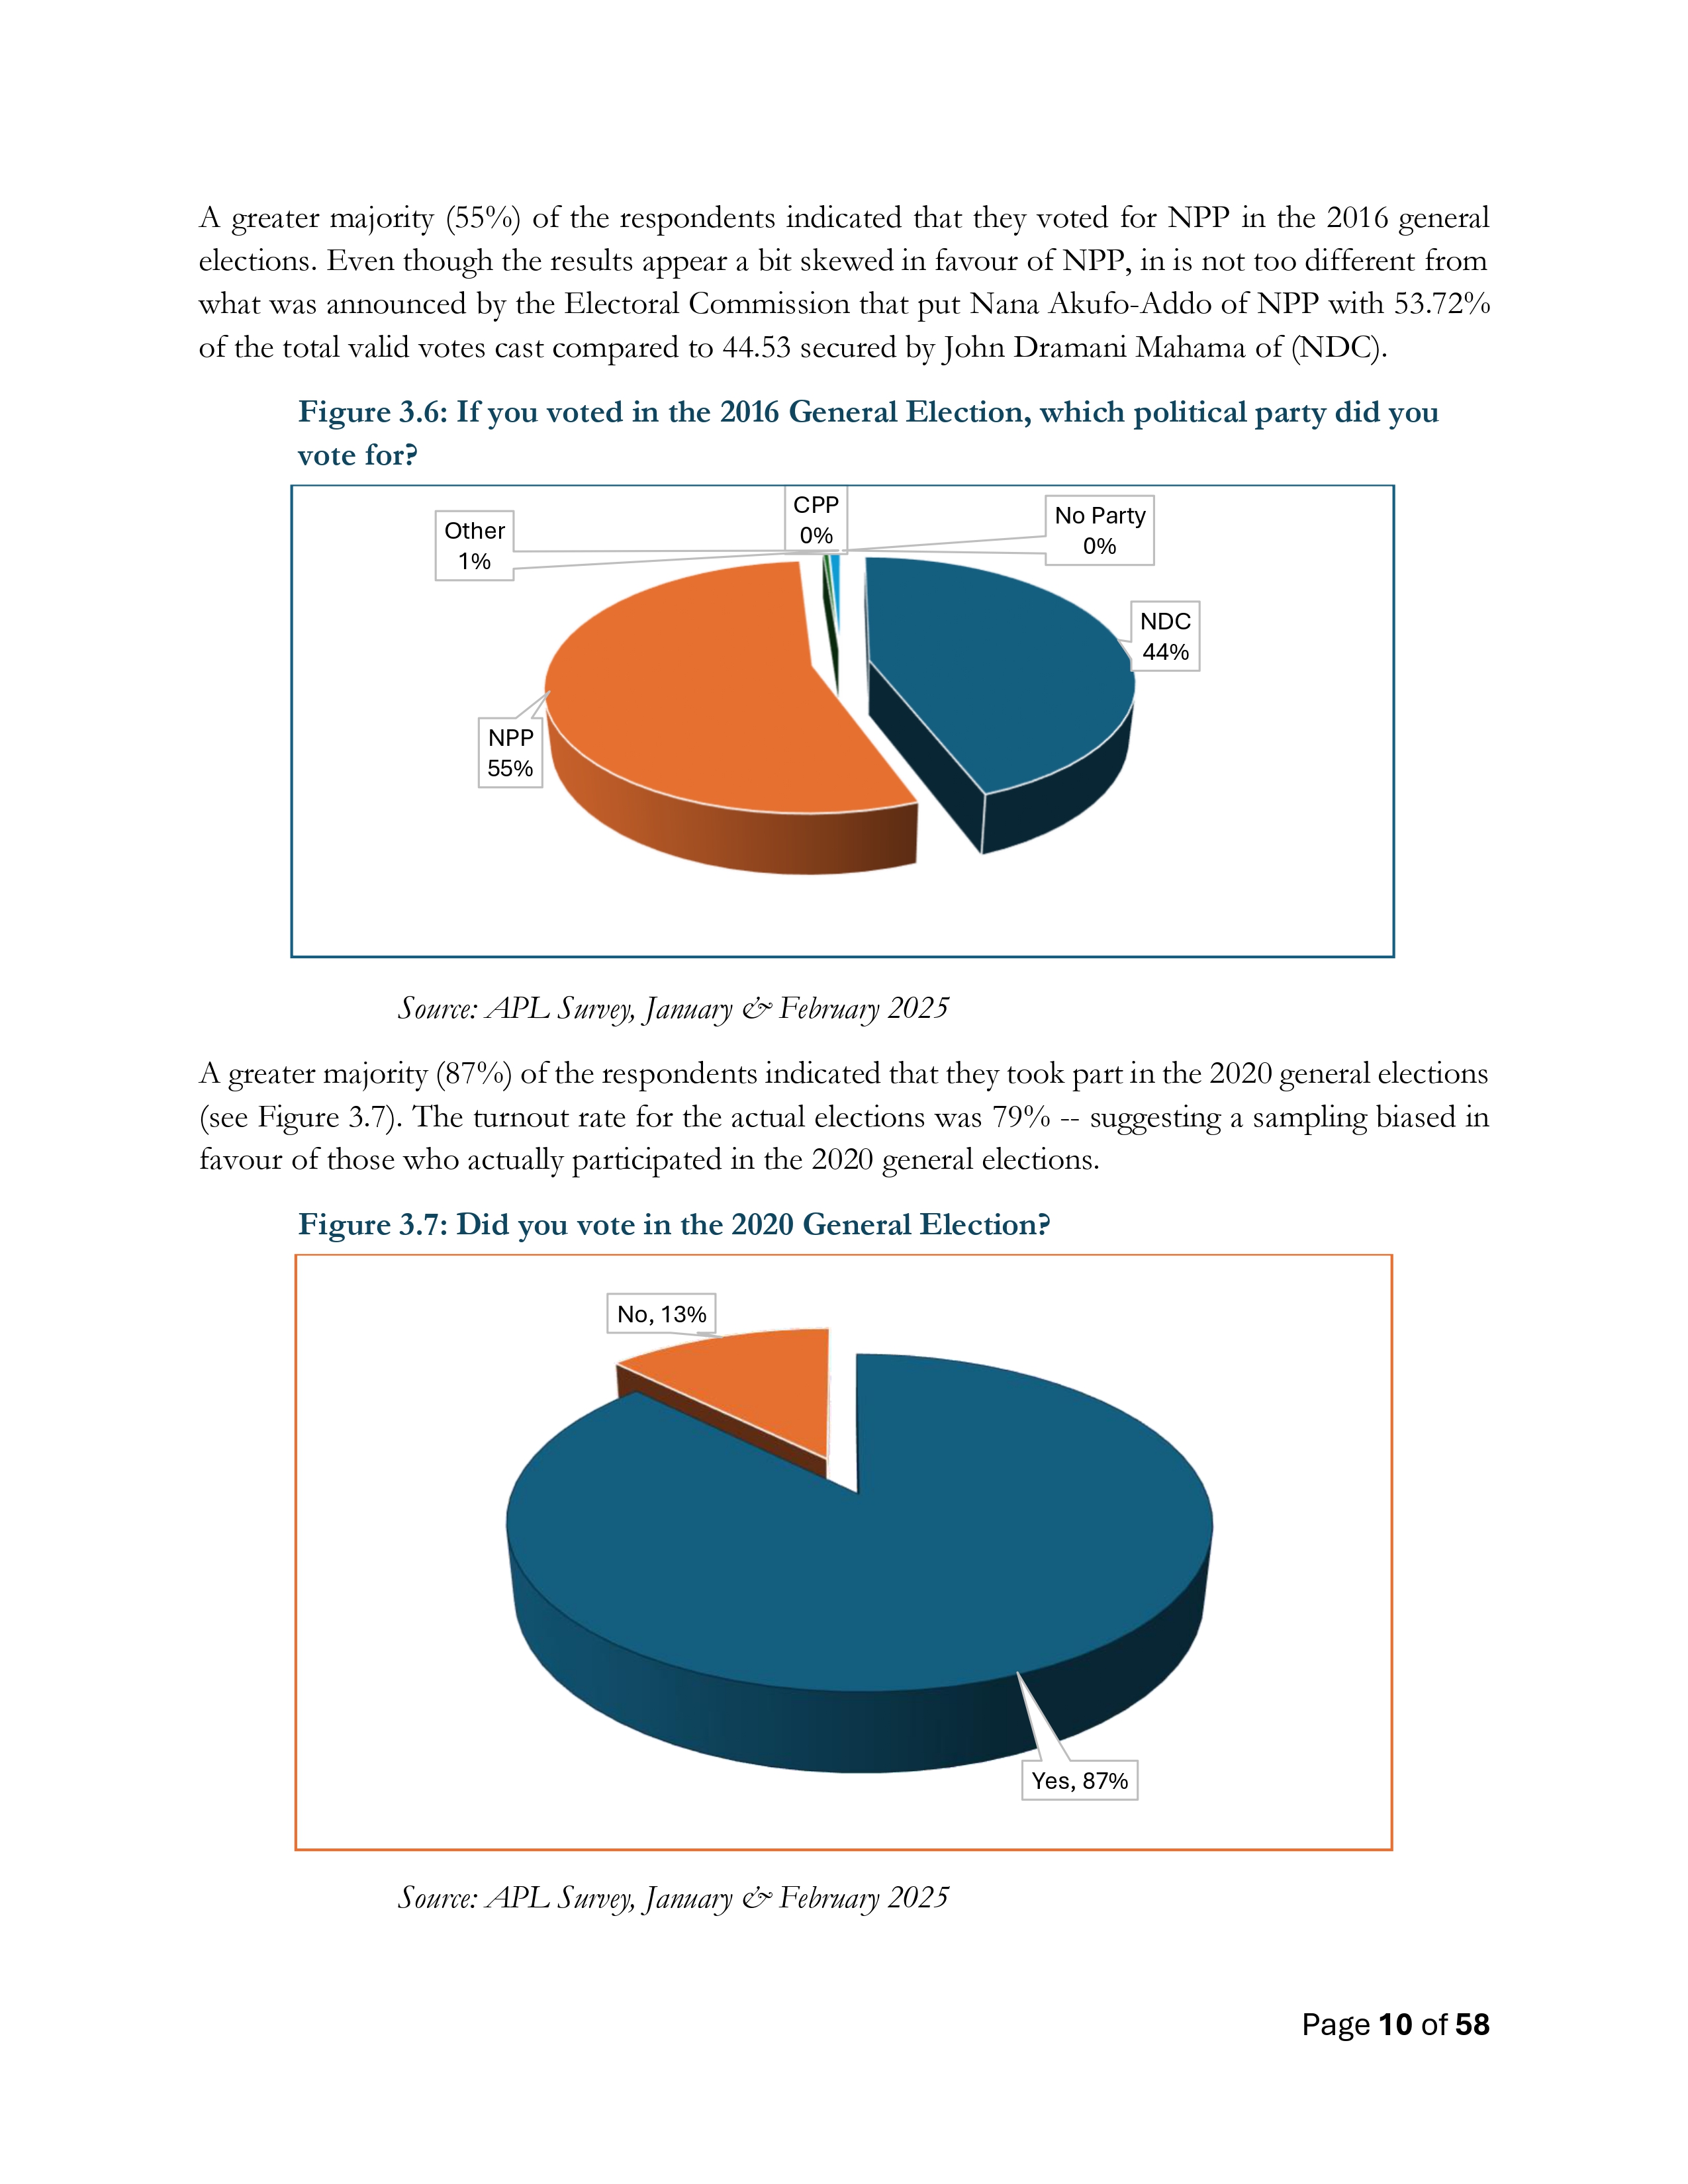 A greater majority (55%) of the respondents indicated that they voted for NPP in the 2016 general
elections. Even though the results appear a bit skewed in favour of NPP, in is not too different from
what was announced by the Electoral Commission that put Nana Akufo-Addo of NPP with 53.72%
of the total valid votes cast compared to 44.53 secured by John Dramani Mahama of (NDC).
Figure 3.6: If you voted in the 2016 General Election, which political party did you
vote for?
CPP
0%
Other
1%
No Party
0%
NDC
44%
NPP
55%
Source: APL Survey, January & February 2025
A greater majority (87%) of the respondents indicated that they took part in the 2020 general elections
(see Figure 3.7). The turnout rate for the actual elections was 79% -- suggesting a sampling biased in
favour of those who actually participated in the 2020 general elections.
Figure 3.7: Did you vote in the 2020 General Election?
No, 13%
Yes, 87%
Source: APL Survey, January & February 2025
Page 10 of 58